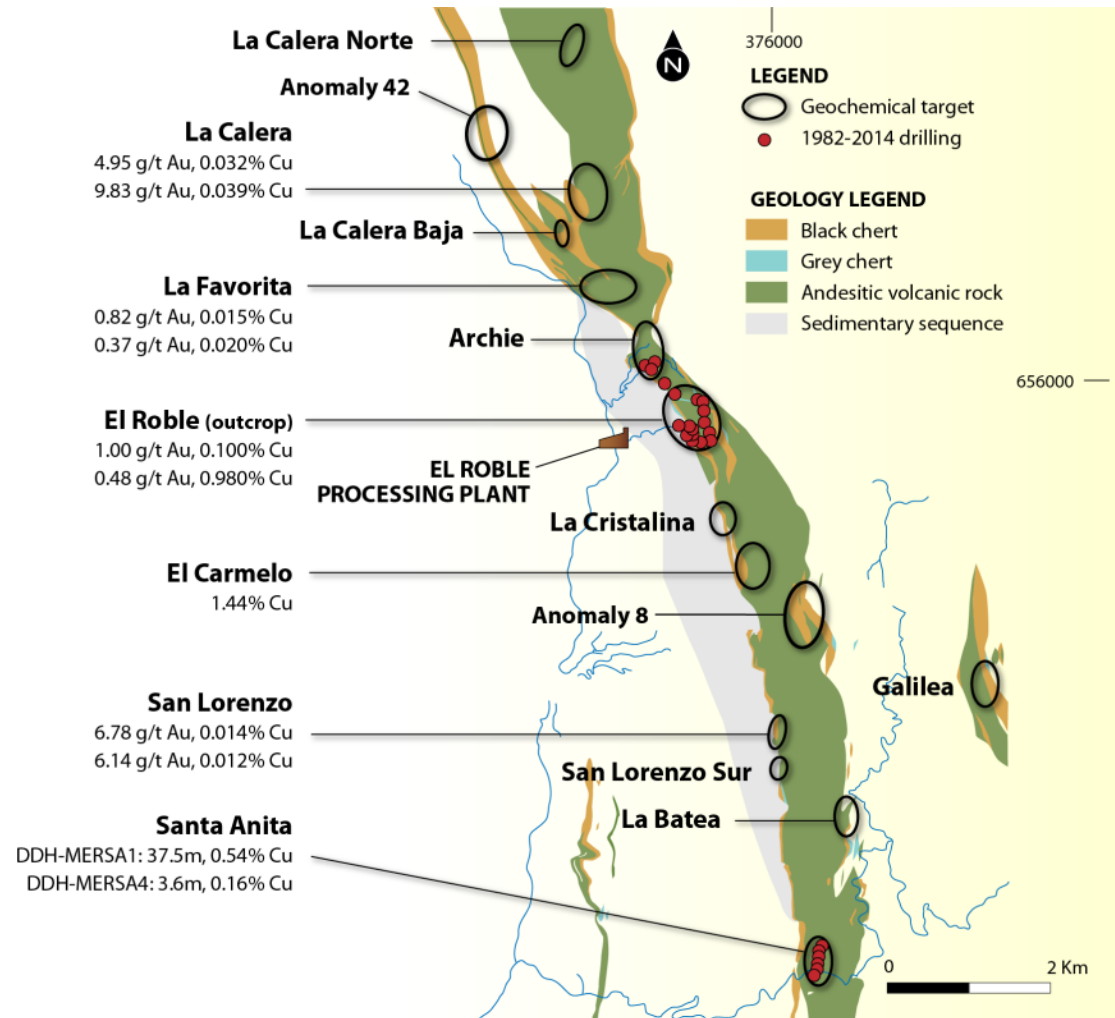 La Calera Norte
Anomaly 42
La Calera
4.95 g/t Au, 0.032% Cu
9.83 g/t Au, 0.039% Cu
La Calera Baja
La Favorita
0.82 g/t Au, 0.015% Cu
0.37 g/t Au, 0.020% Cu
Archie
El Roble (outcrop)
1.00 g/t Au, 0.100% Cu
0.48 g/t Au, 0.980% Cu
EL ROBLE
PROCESSING PLANT
La Cristalina
El Carmelo
1.44% Cu
Anomaly 8
Galilea
San Lorenzo
6.78 g/t Au, 0.014% Cu
6.14 g/t Au, 0.012% Cu
San Lorenzo Sur
La Batea
Santa Anita
DDH-MERSA1: 37.5m, 0.54% Cu
DDH-MERSA4: 3.6m, 0.16% Cu
N
376000
LEGEND
Geochemical target
1982-2014 drilling
GEOLOGY LEGEND
Black chert
Grey chert
Andesitic volcanic rock
Sedimentary sequence
656000
0 2 Km